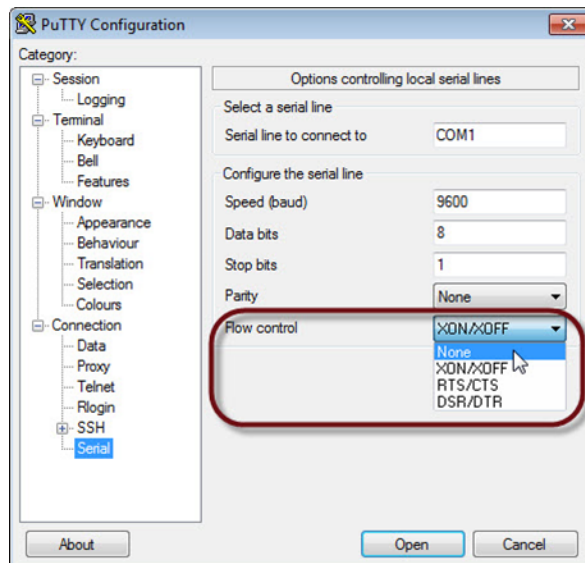 PuTTY Configuration
Category:
Session
Logging
Terminal
Keyboard
Bell
Features
Window
Appearance
Behaviour
Translation
Selection
Colours
Connection
Data
Proxy
Telnet
Rlogin
SSH
Serial
Options controlling local serial lines
Select a serial line
Serial line to connect to COM1
Configure the serial line
Speed (baud) 9600
Data bits 8
Stop bits 1
Parity None
Flow control XON/XOFF
None
XON/XOFF
RTS/CTS
DSR/DTR
About Open Cancel